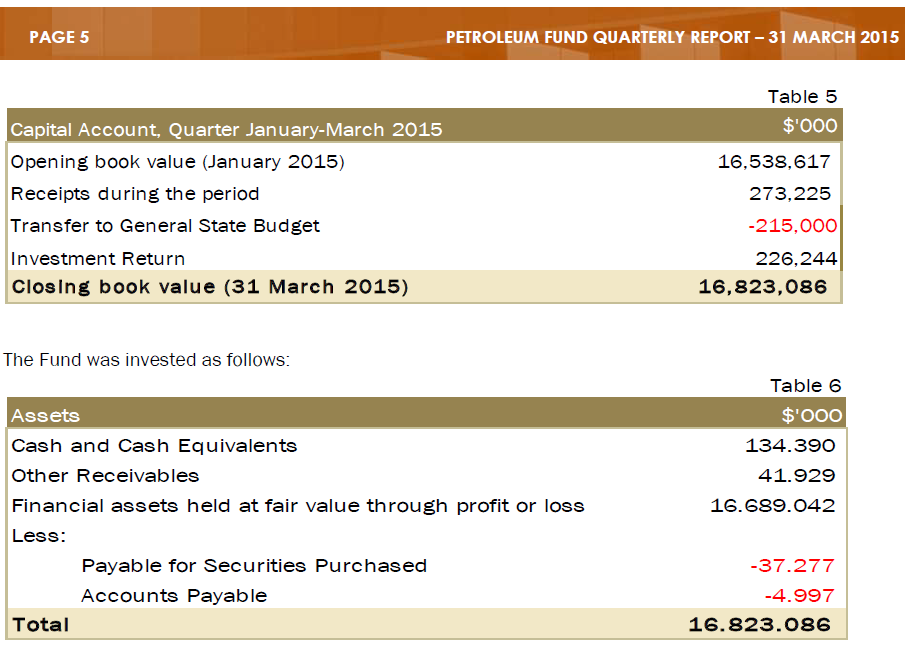 PAGE 5 PETROLEUM FUND QUARTERLY REPORT – 31 MARCH 2015
Table 5
Capital Account, Quarter January-March 2015 $'000
Opening book value (January 2015) 16,538,617
Receipts during the period 273,225
Transfer to General State Budget -215,000
Investment Return 226,244
Closing book value (31 March 2015) 16,823,086
The Fund was invested as follows:
Table 6
Assets $'000
Cash and Cash Equivalents 134.390
Other Receivables 41.929
Financial assets held at fair value through profit or loss 16.689.042
Less:
Payable for Securities Purchased -37.277
Accounts Payable -4.997
Total 16.823.086